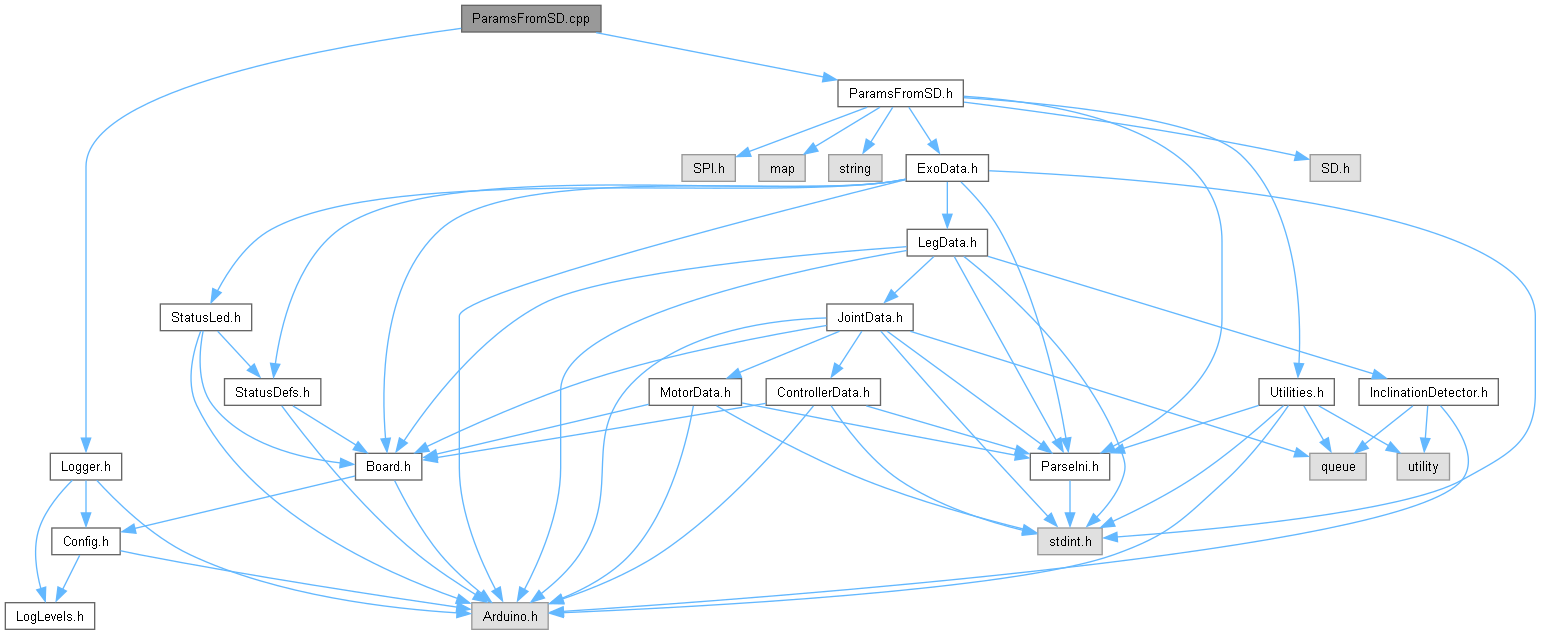 ParamsFromSD.cpp
ParamsFromSD.h
SPI.h
map
string
ExoData.h
SD.h
LegData.h
StatusLed.h
JointData.h
StatusDefs.h
MotorData.h
ControllerData.h
Utilities.h
InclinationDetector.h
Logger.h
Board.h
ParseIni.h
queue
utility
Config.h
stdint.h
LogLevels.h
Arduino.h